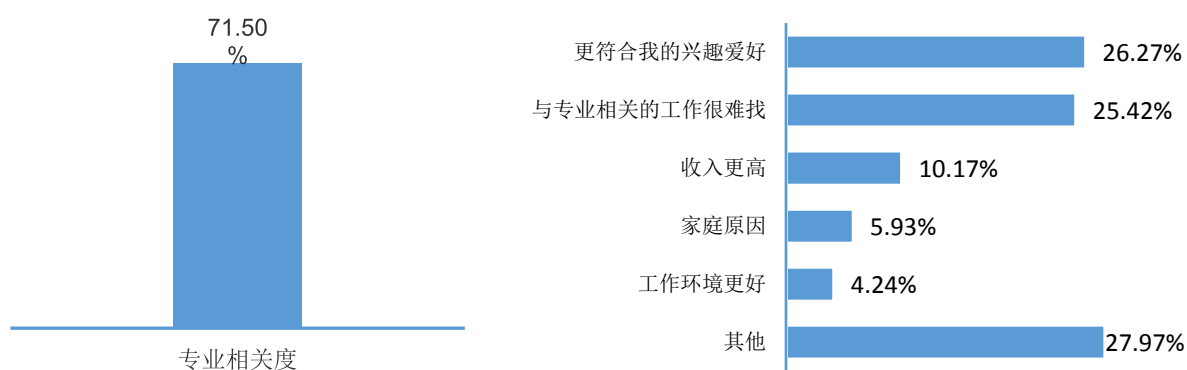 71.50
%
专业相关度
更符合我的兴趣爱好 26.27%
与专业相关的工作很难找 25.42%
收入更高 10.17%
家庭原因 5.93%
工作环境更好 4.24%
其他 27.97%